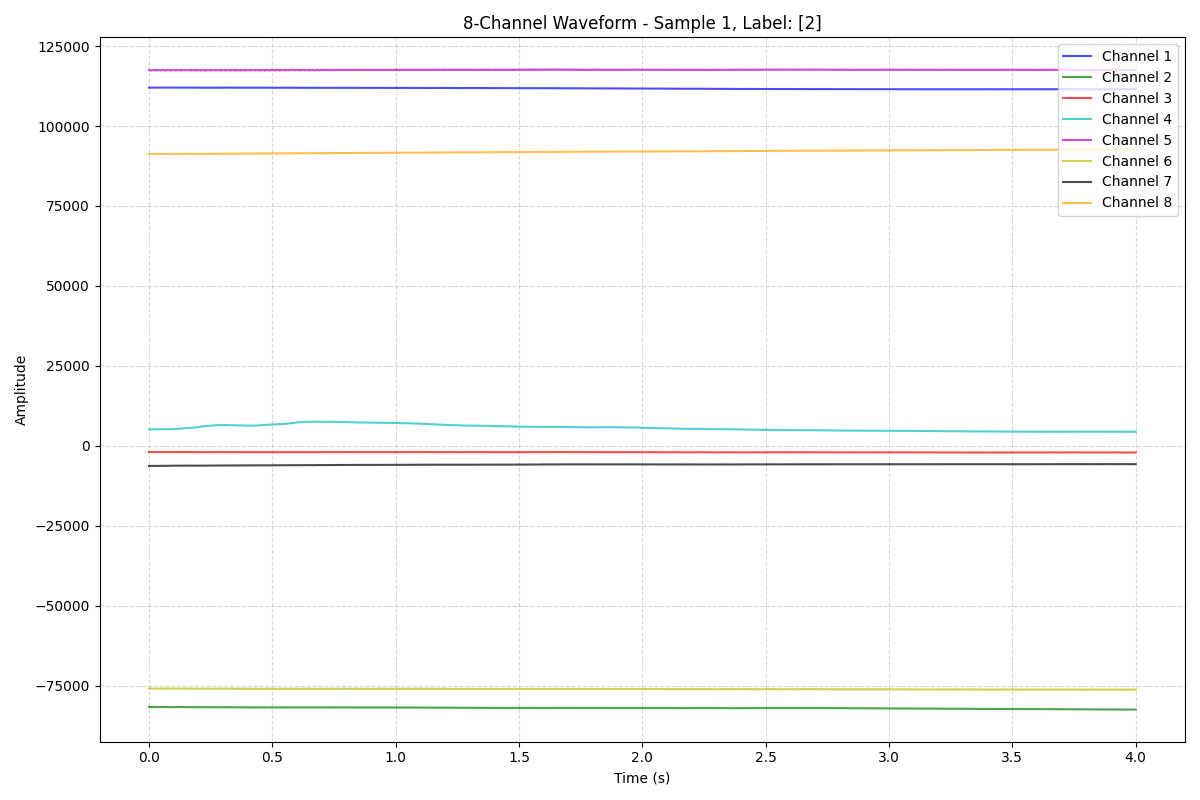 8-Channel Waveform - Sample 1, Label: [2]
125000
100000
75000
50000
25000
0
−25000
−50000
−75000
Amplitude
Channel 1
Channel 2
Channel 3
Channel 4
Channel 5
Channel 6
Channel 7
Channel 8
0.0 0.5 1.0 1.5 2.0 2.5 3.0 3.5 4.0
Time (s)